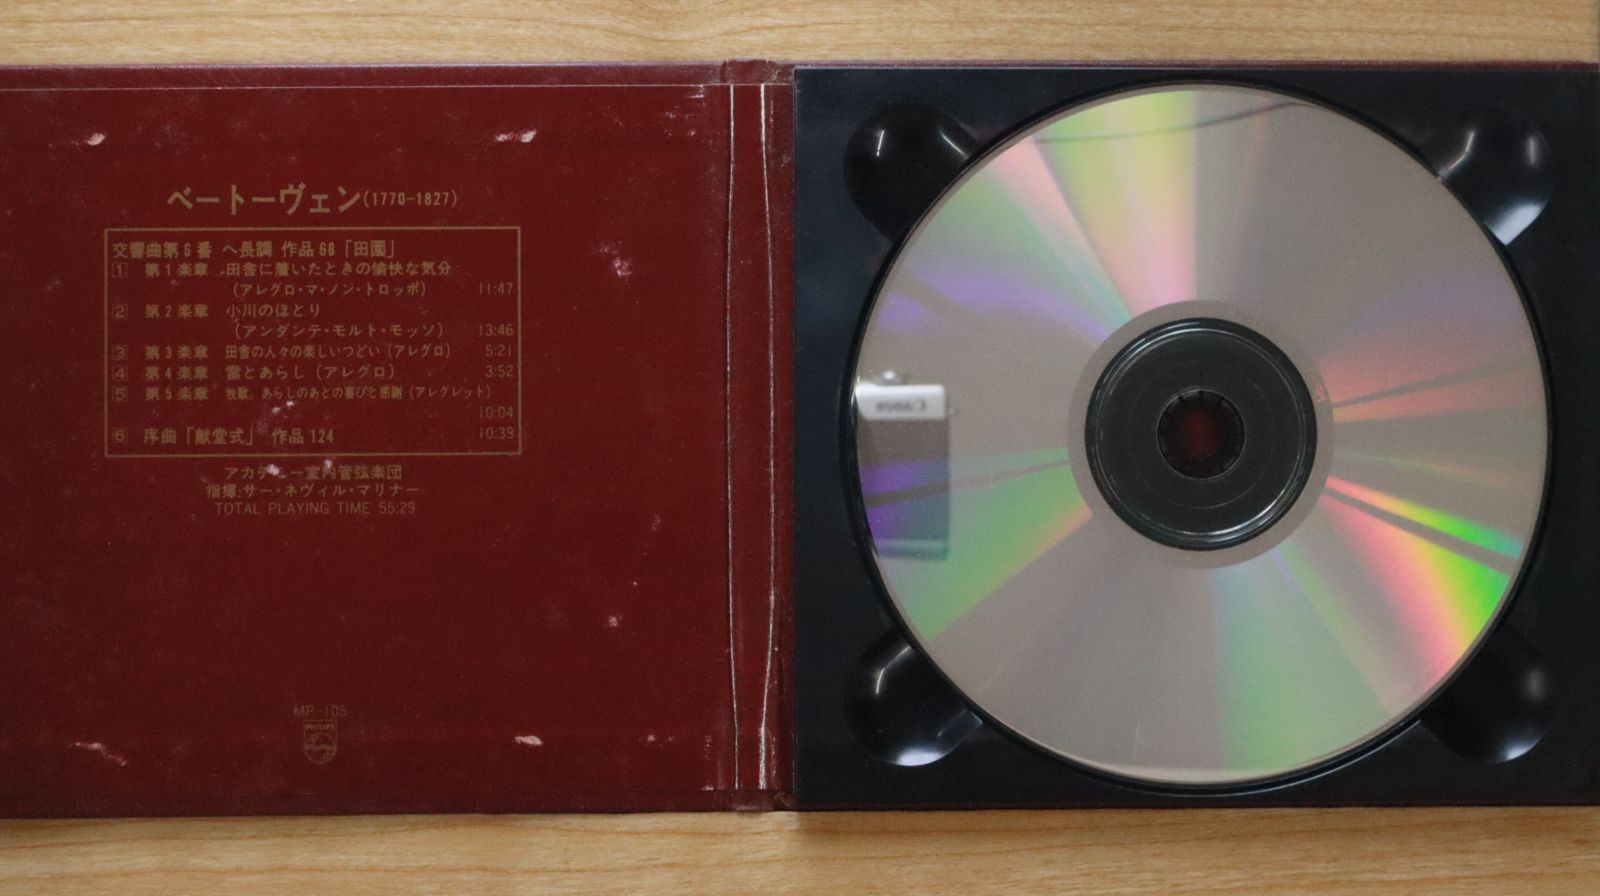 ベートーヴェン(1770-1827)
交響曲第6番 ヘ長調 作品68「田園」
1 第1楽章 田舎に着いたときの愉快な気分
(アレグロ・マ・ノン・トロッポ) 11:47
2 第2楽章 小川のほとり
(アンダンテ・モルト・モッソ) 13:46
3 第3楽章 田舎の人々の楽しいつどい(アレグロ) 5:21
4 第4楽章 雷とあらし(アレグロ) 3:52
5 第5楽章 牧歌 あらしのあとの喜びと感謝(アレグレット)
10:04
6 序曲「献堂式」 作品124 10:39
アカデミー室内管弦楽団
指揮:サー・ネヴィル・マリナー
TOTAL PLAYING TIME 55:29
MP-105
PHILIPS